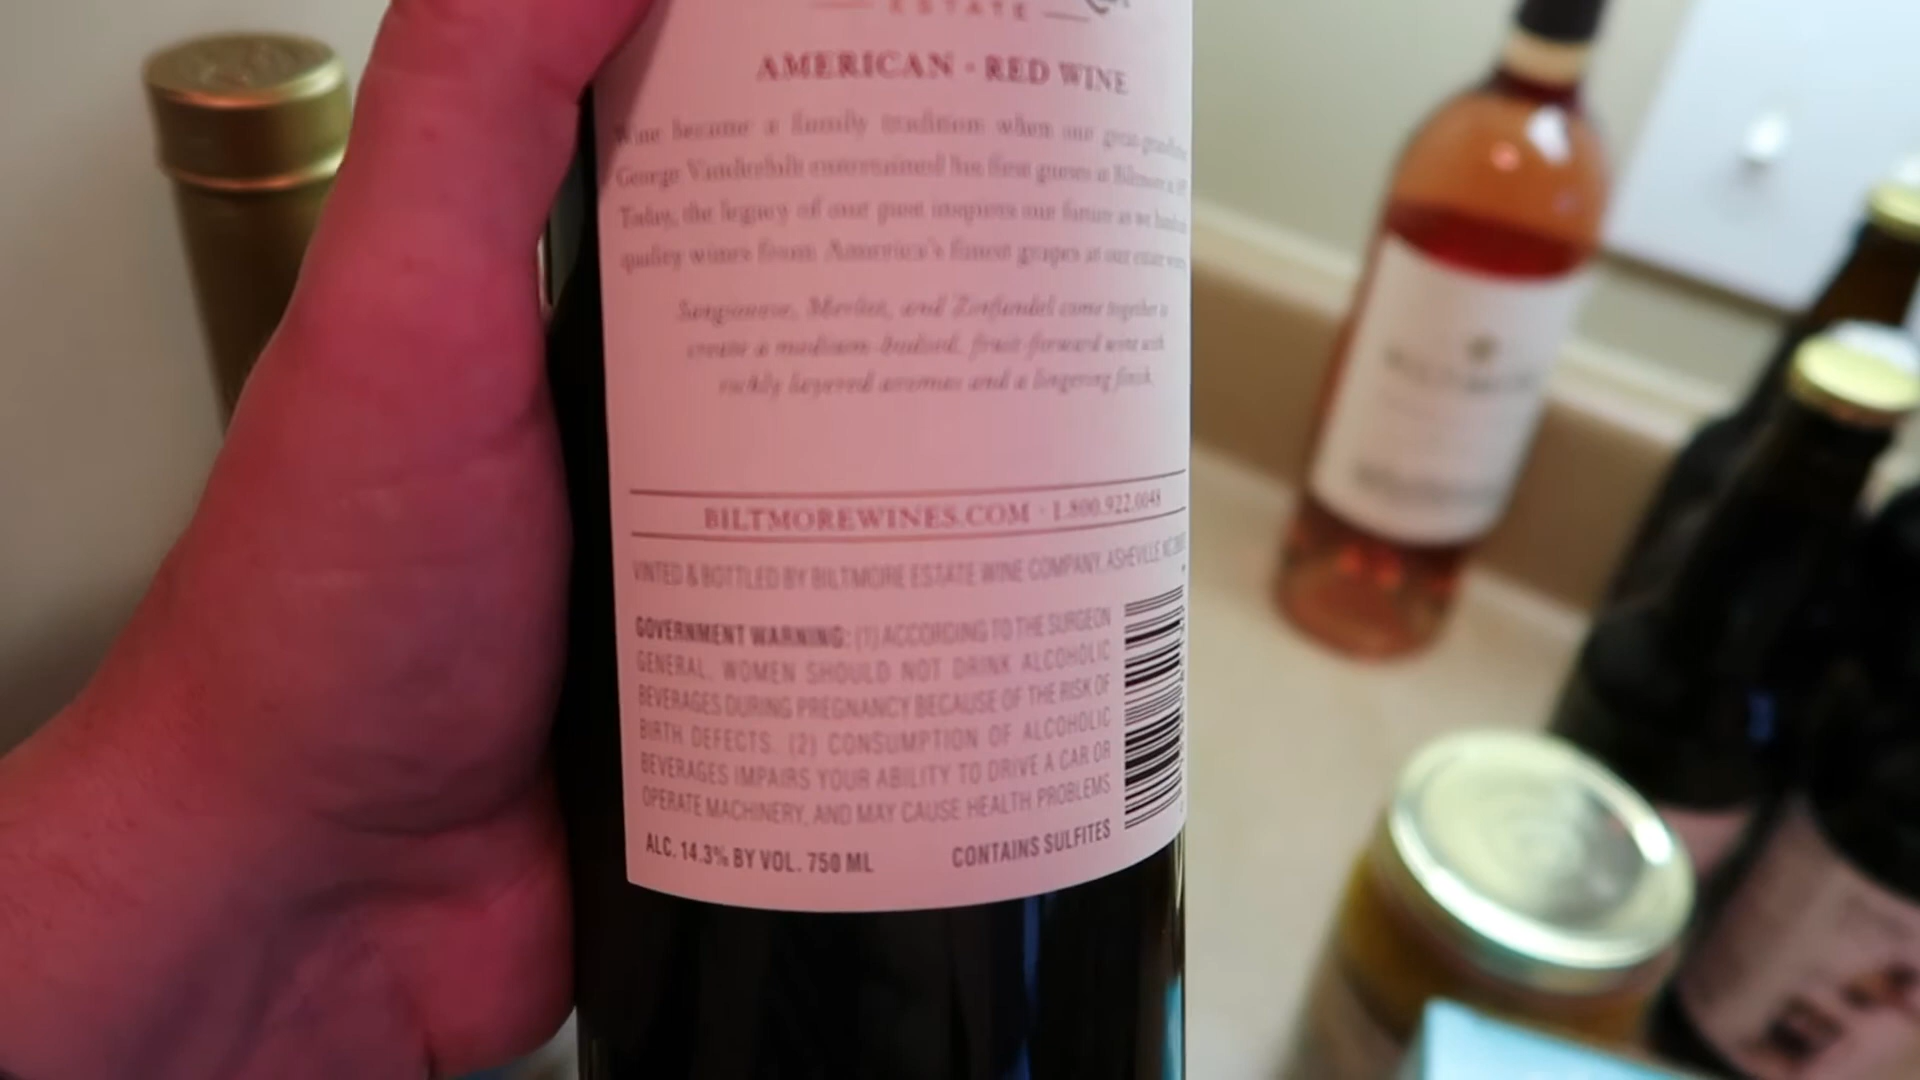 ESTATE
AMERICAN · RED WINE
Wine became a family tradition when our great-grandfather
George Vanderbilt entertained his first guests at Biltmore
Today, the legacy of our past inspires our future as we
quality wines from America's finest grapes at our estate
Sangiovese, Merlot, and Zinfandel come together to
create a medium-bodied, fruit-forward wine with
richly layered aromas and a lingering finish.
BILTMOREWINES.COM · 1.800.922.0048
VINTED & BOTTLED BY BILTMORE ESTATE WINE COMPANY, ASHEVILLE, NC
GOVERNMENT WARNING: (1) ACCORDING TO THE SURGEON
GENERAL, WOMEN SHOULD NOT DRINK ALCOHOLIC
BEVERAGES DURING PREGNANCY BECAUSE OF THE RISK OF
BIRTH DEFECTS. (2) CONSUMPTION OF ALCOHOLIC
BEVERAGES IMPAIRS YOUR ABILITY TO DRIVE A CAR OR
OPERATE MACHINERY, AND MAY CAUSE HEALTH PROBLEMS
ALC. 14.3% BY VOL. 750 ML CONTAINS SULFITES